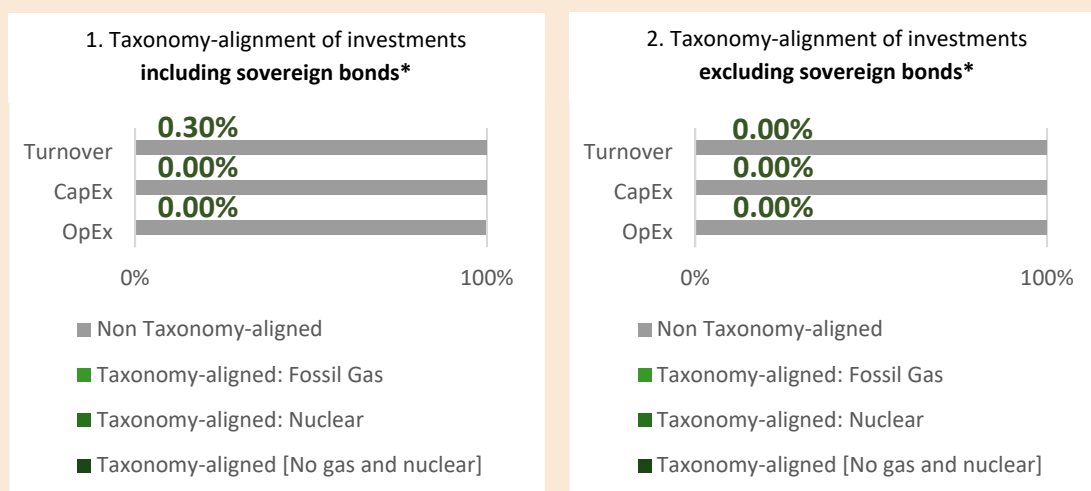 1. Taxonomy-alignment of investments
including sovereign bonds*
0.30%
Turnover
0.00%
CapEx
0.00%
OpEx
0%
100%
Non Taxonomy-aligned
Taxonomy-aligned: Fossil Gas
Taxonomy-aligned: Nuclear
Taxonomy-aligned [No gas and nuclear]
2. Taxonomy-alignment of investments
excluding sovereign bonds*
0.00%
Turnover
0.00%
CapEx
0.00%
OpEx
0%
100%
Non Taxonomy-aligned
Taxonomy-aligned: Fossil Gas
Taxonomy-aligned: Nuclear
Taxonomy-aligned [No gas and nuclear]